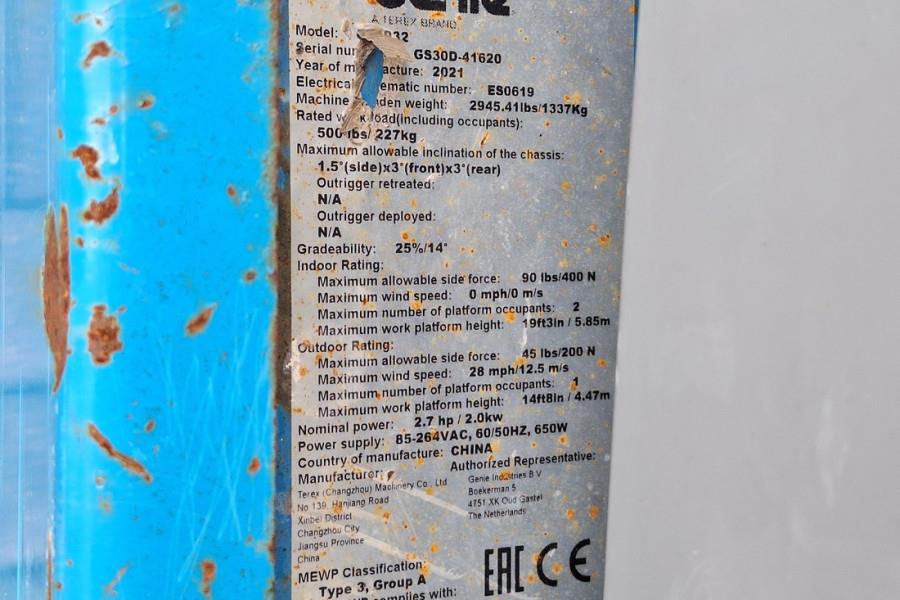 Genie
A TEREX BRAND
Model: 32
Serial num GS30D-41620
Year of m acture: 2021
Electrical ematic number: ES0619
Machine den weight: 2945.41lbs/1337Kg
Rated w k load(including occupants):
500 lbs/ 227kg
Maximum allowable inclination of the chassis:
1.5°(side)x3°(front)x3°(rear)
Outrigger retreated:
N/A
Outrigger deployed:
N/A
Gradeability: 25%/14°
Indoor Rating:
Maximum allowable side force: 90 lbs/400 N
Maximum wind speed: 0 mph/0 m/s
Maximum number of platform occupants: 2
Maximum work platform height: 19ft3in / 5.85m
Outdoor Rating:
Maximum allowable side force: 45 lbs/200 N
Maximum wind speed: 28 mph/12.5 m/s
Maximum number of platform occupants: 1
Maximum work platform height: 14ft8in / 4.47m
Nominal power: 2.7 hp / 2.0kw
Power supply: 85-264VAC, 60/50HZ, 650W
Country of manufacture: CHINA
Manufacturer:
Terex (Changzhou) Machinery Co., Ltd
No 139, Hanjiang Road
Xinbei District
Changzhou City
Jiangsu Province
China
Authorized Representative:
Genie Industries B V
Boekerman 5
4751 XK Oud Gastel
The Netherlands
MEWP Classification:
Type 3, Group A
complies with:
EAC CE